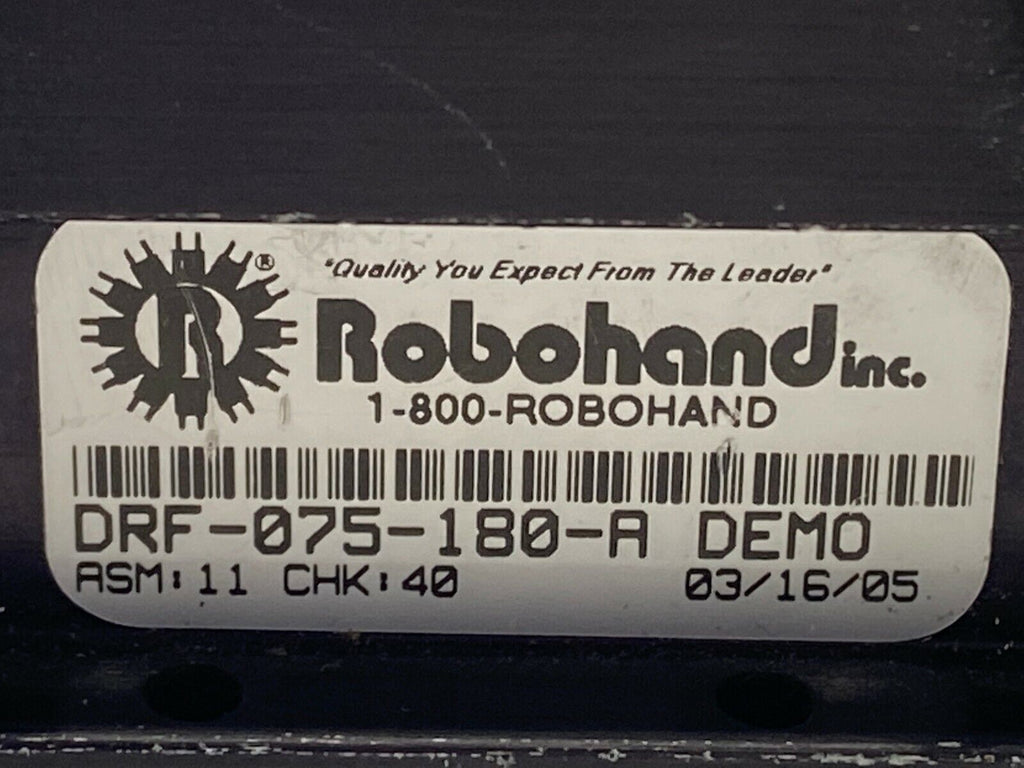 R®
"Quality You Expect From The Leader"
Robohand inc.
1-800-ROBOHAND
DRF-075-180-A DEMO
ASM:11 CHK:40 03/16/05